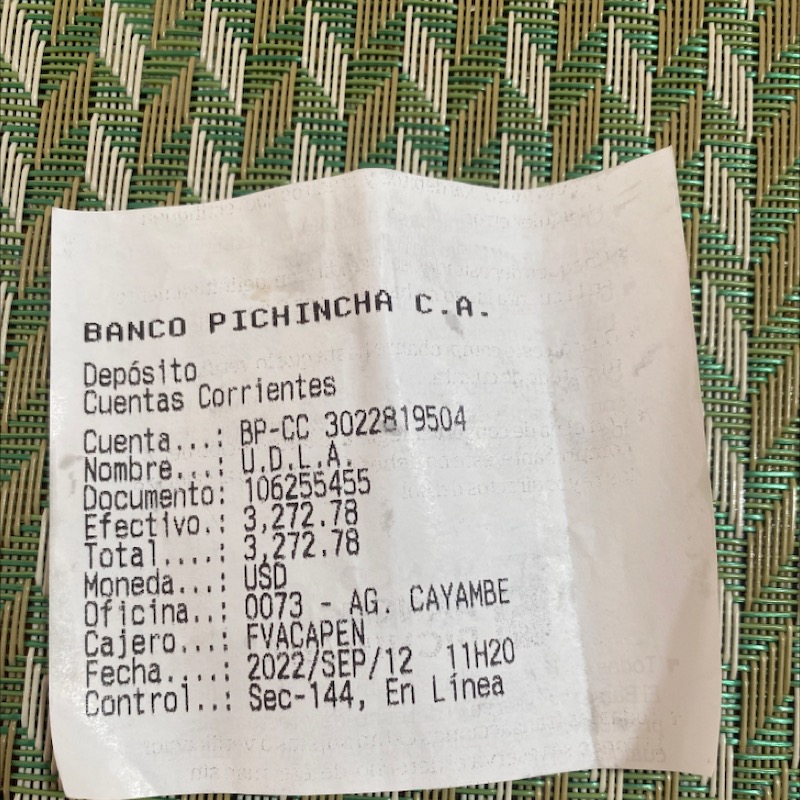 BANCO PICHINCHA C.A.
Depósito
Cuentas Corrientes
Cuenta...: BP-CC 3022819504
Nombre...: U.D.L.A.
Documento: 106255455
Efectivo.: 3,272.78
Total....: 3,272.78
Moneda...: USD
Oficina..: 0073 - AG. CAYAMBE
Cajero...: FVACAPEN
Fecha....: 2022/SEP/12 11H20
Control..: Sec-144, En Línea